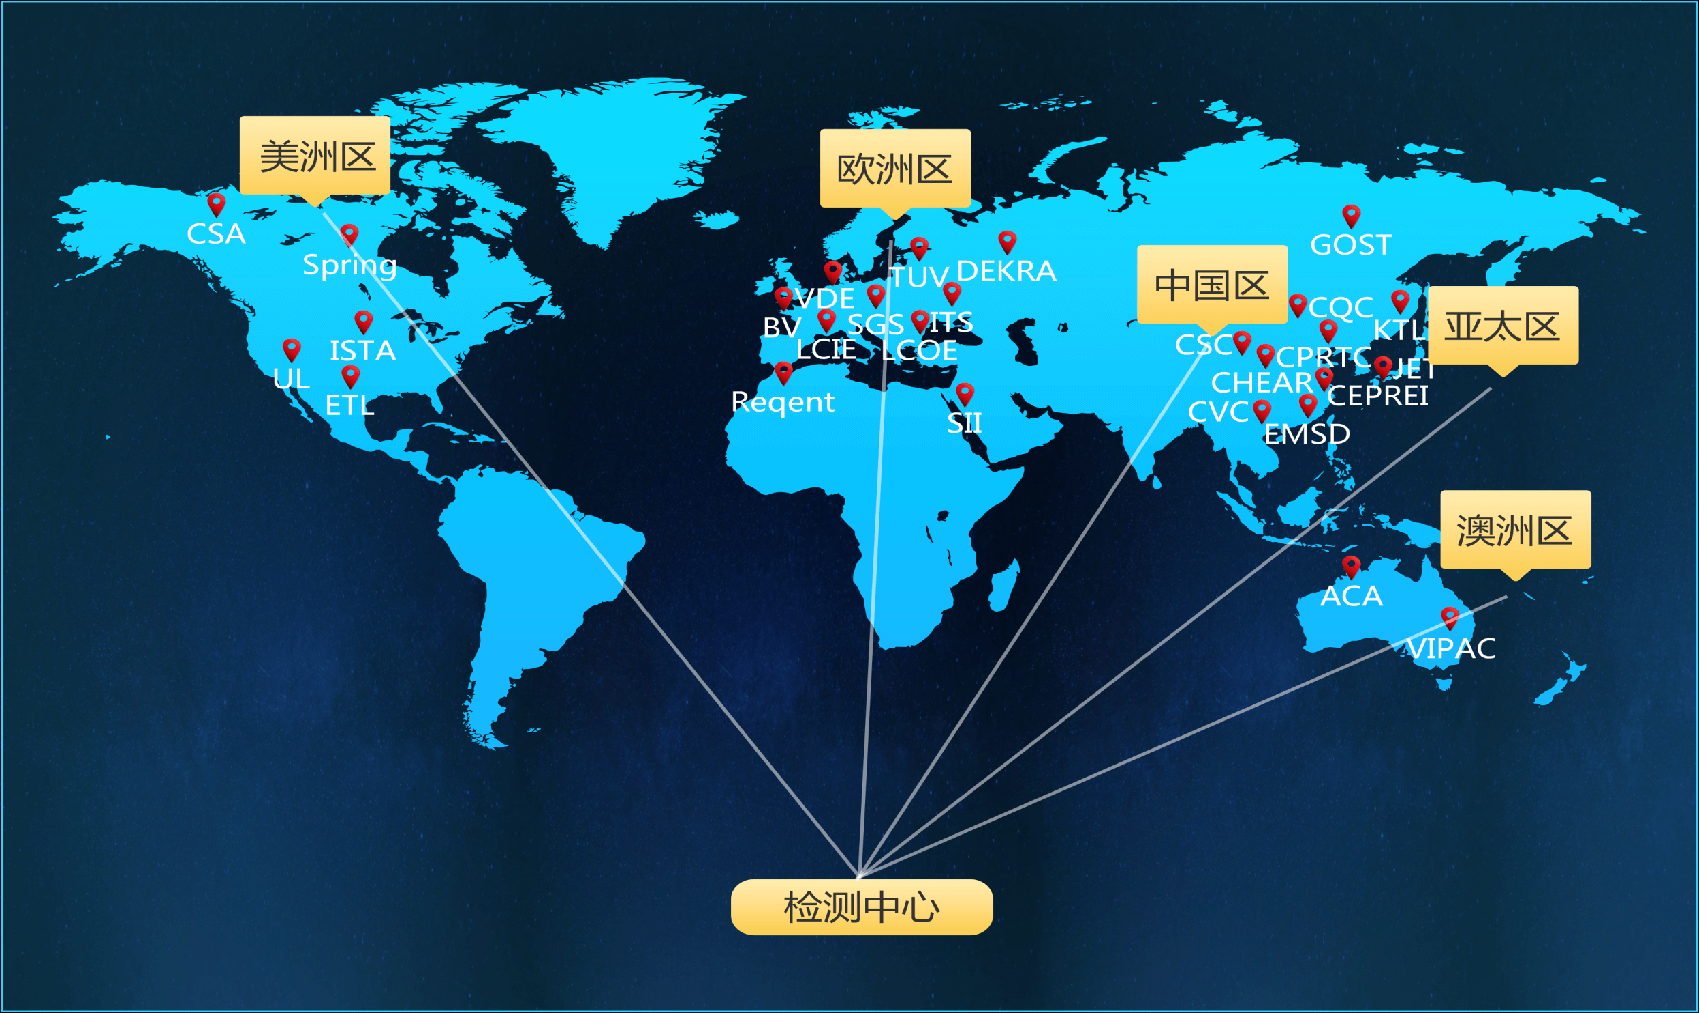 美洲区
欧洲区
中国区
亚太区
澳洲区
CSA
Spring
ISTA
UL
ETL
TUV
DEKRA
VDE
BV
SGS
ITS
LCIE
LCOE
Reqent
SII
GOST
CQC
KTL
CSC
CPRTC
JET
CHEAR
CEPREI
CVC
EMSD
ACA
VIPAC
检测中心